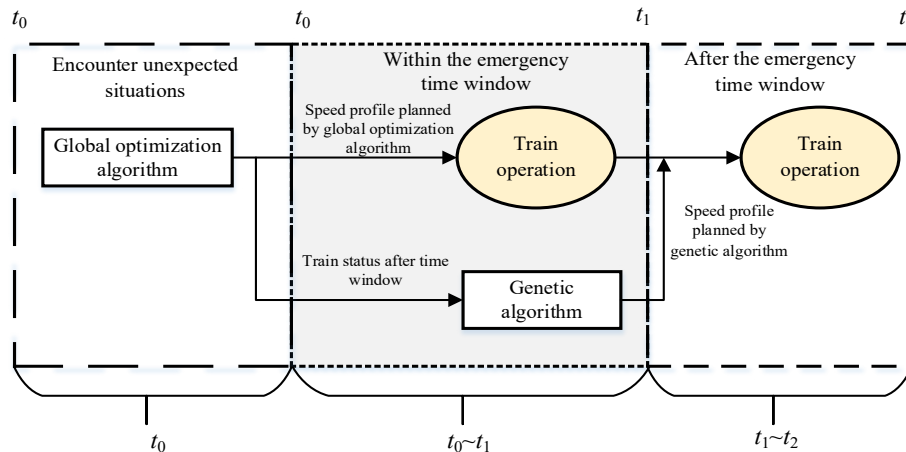 t0
t0
t1
t
Encounter unexpected
situations
Within the emergency
time window
After the emergency
time window
Global optimization
algorithm
Speed profile planned
by global optimization
algorithm
Train
operation
Train
operation
Speed profile
planned by
genetic algorithm
Train status after time
window
Genetic
algorithm
t0
t0~t1
t1~t2